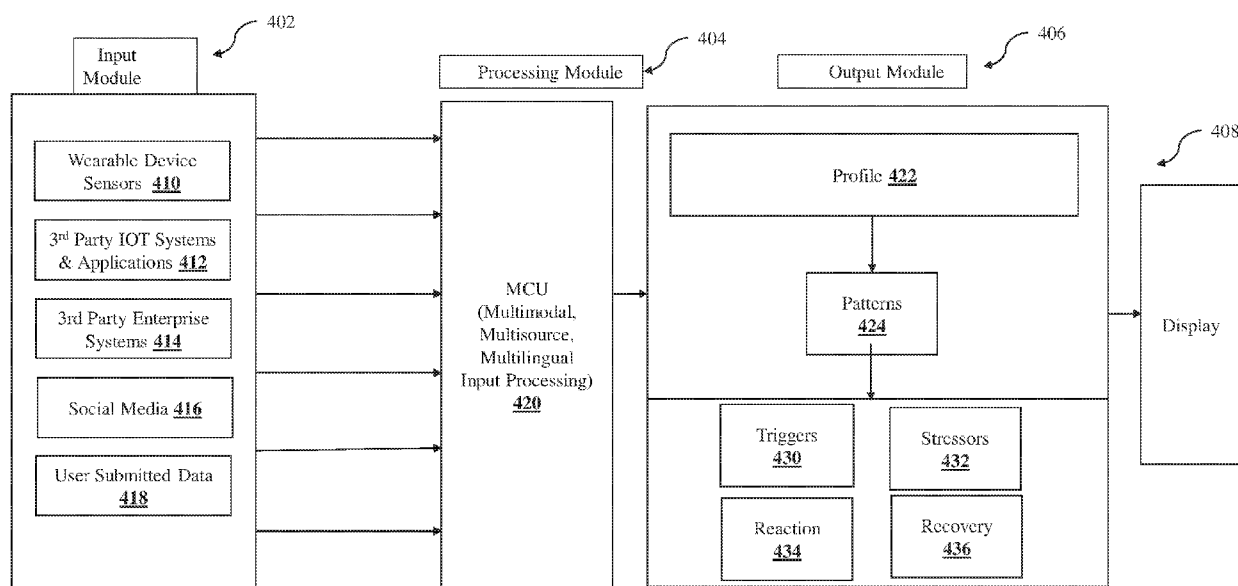 402
Input
Module
404
Processing Module
406
Output Module
408
Wearable Device
Sensors 410
3rd Party IOT Systems
& Applications 412
3rd Party Enterprise
Systems 414
Social Media 416
User Submitted Data
418
MCU
(Multimodal,
Multisource,
Multilingual
Input Processing)
420
Profile 422
Patterns
424
Triggers
430
Stressors
432
Reaction
434
Recovery
436
Display